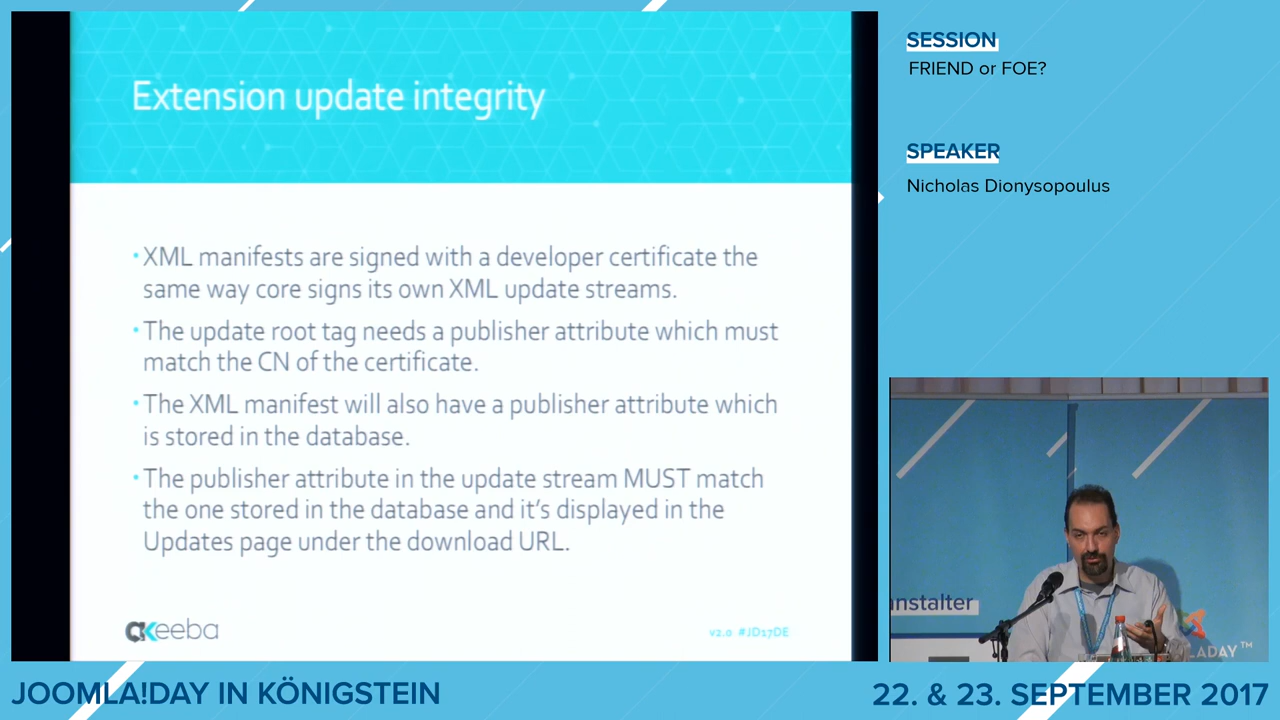 Extension update integrity
• XML manifests are signed with a developer certificate the
same way core signs its own XML update streams.
• The update root tag needs a publisher attribute which must
match the CN of the certificate.
• The XML manifest will also have a publisher attribute which
is stored in the database.
• The publisher attribute in the update stream MUST match
the one stored in the database and it's displayed in the
Updates page under the download URL.
akeeba
v2.0 #JD17DE
SESSION
FRIEND or FOE?
SPEAKER
Nicholas Dionysopoulus
nstalter
LADAY™
JOOMLA!DAY IN KÖNIGSTEIN
22. & 23. SEPTEMBER 2017